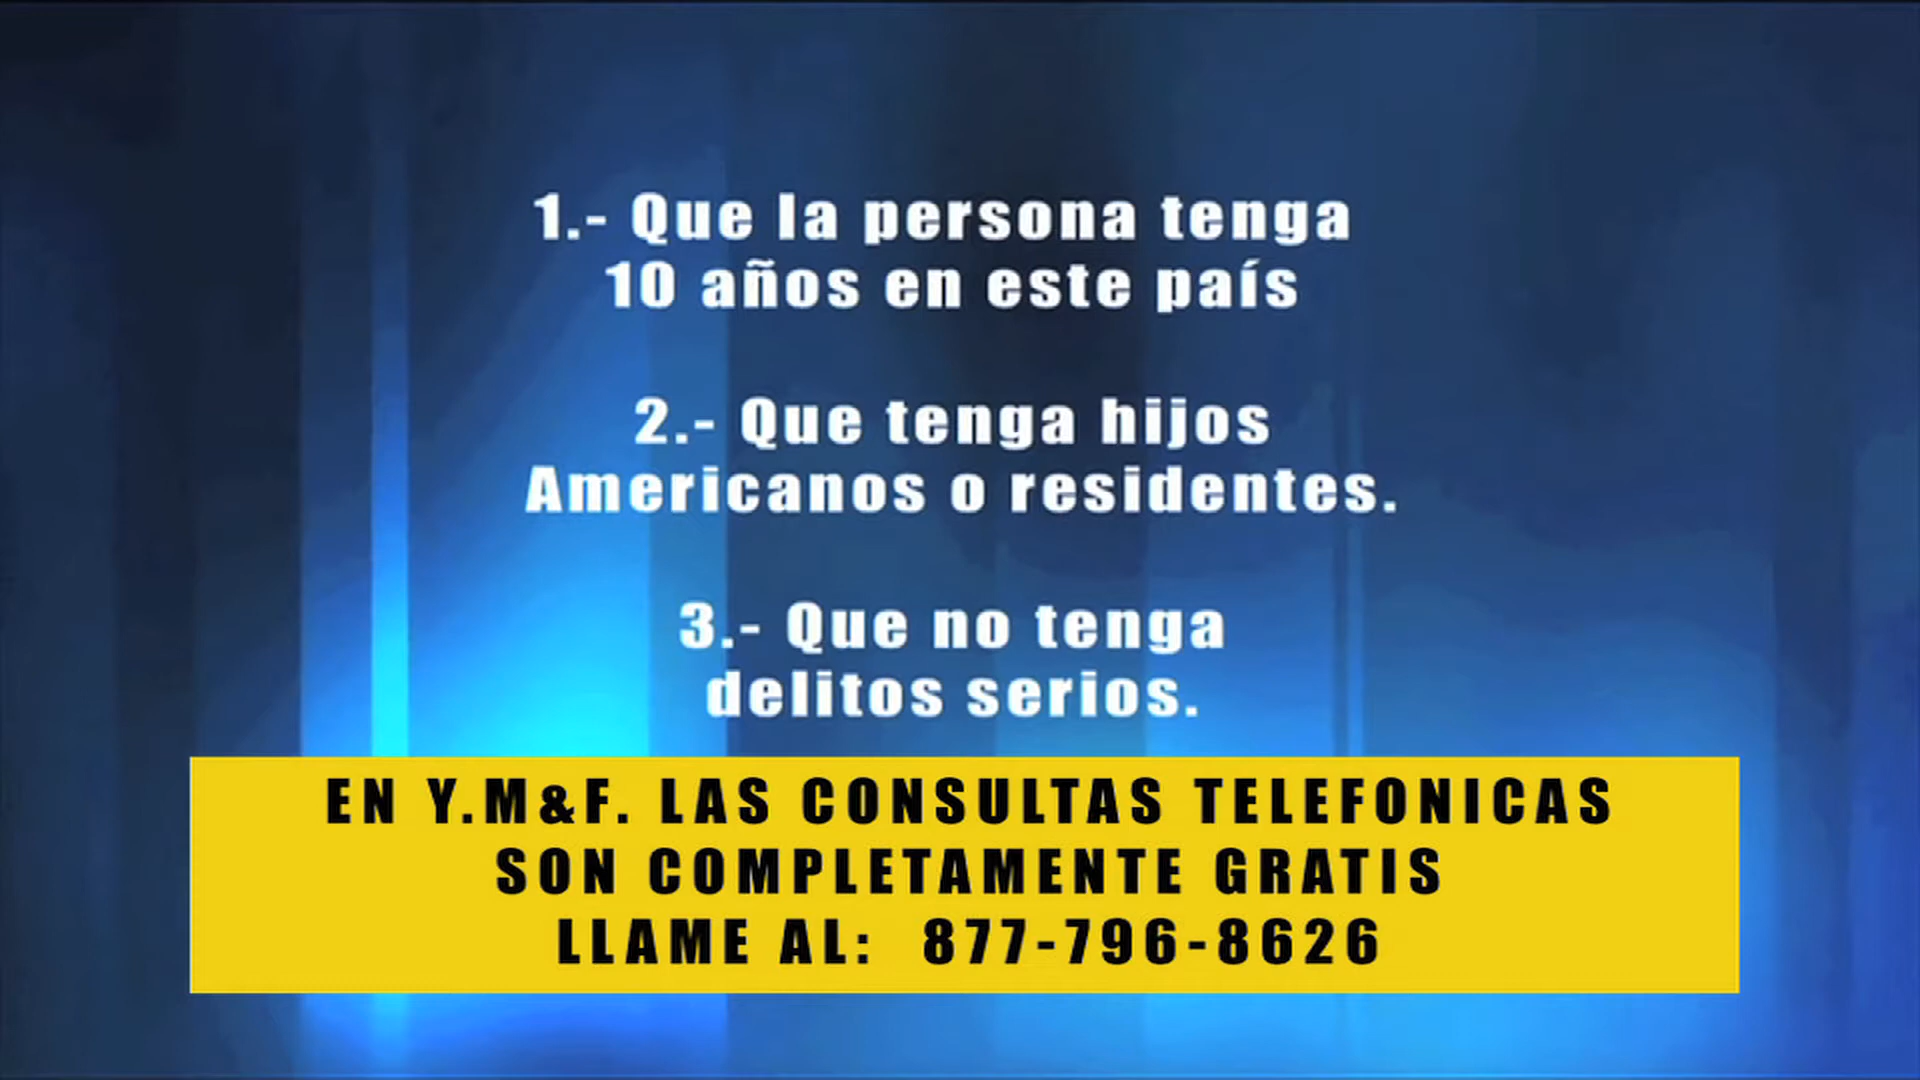 1.- Que la persona tenga
10 años en este país
2.- Que tenga hijos
Americanos o residentes.
3.- Que no tenga
delitos serios.
EN Y.M&F. LAS CONSULTAS TELEFONICAS
SON COMPLETAMENTE GRATIS
LLAME AL: 877-796-8626